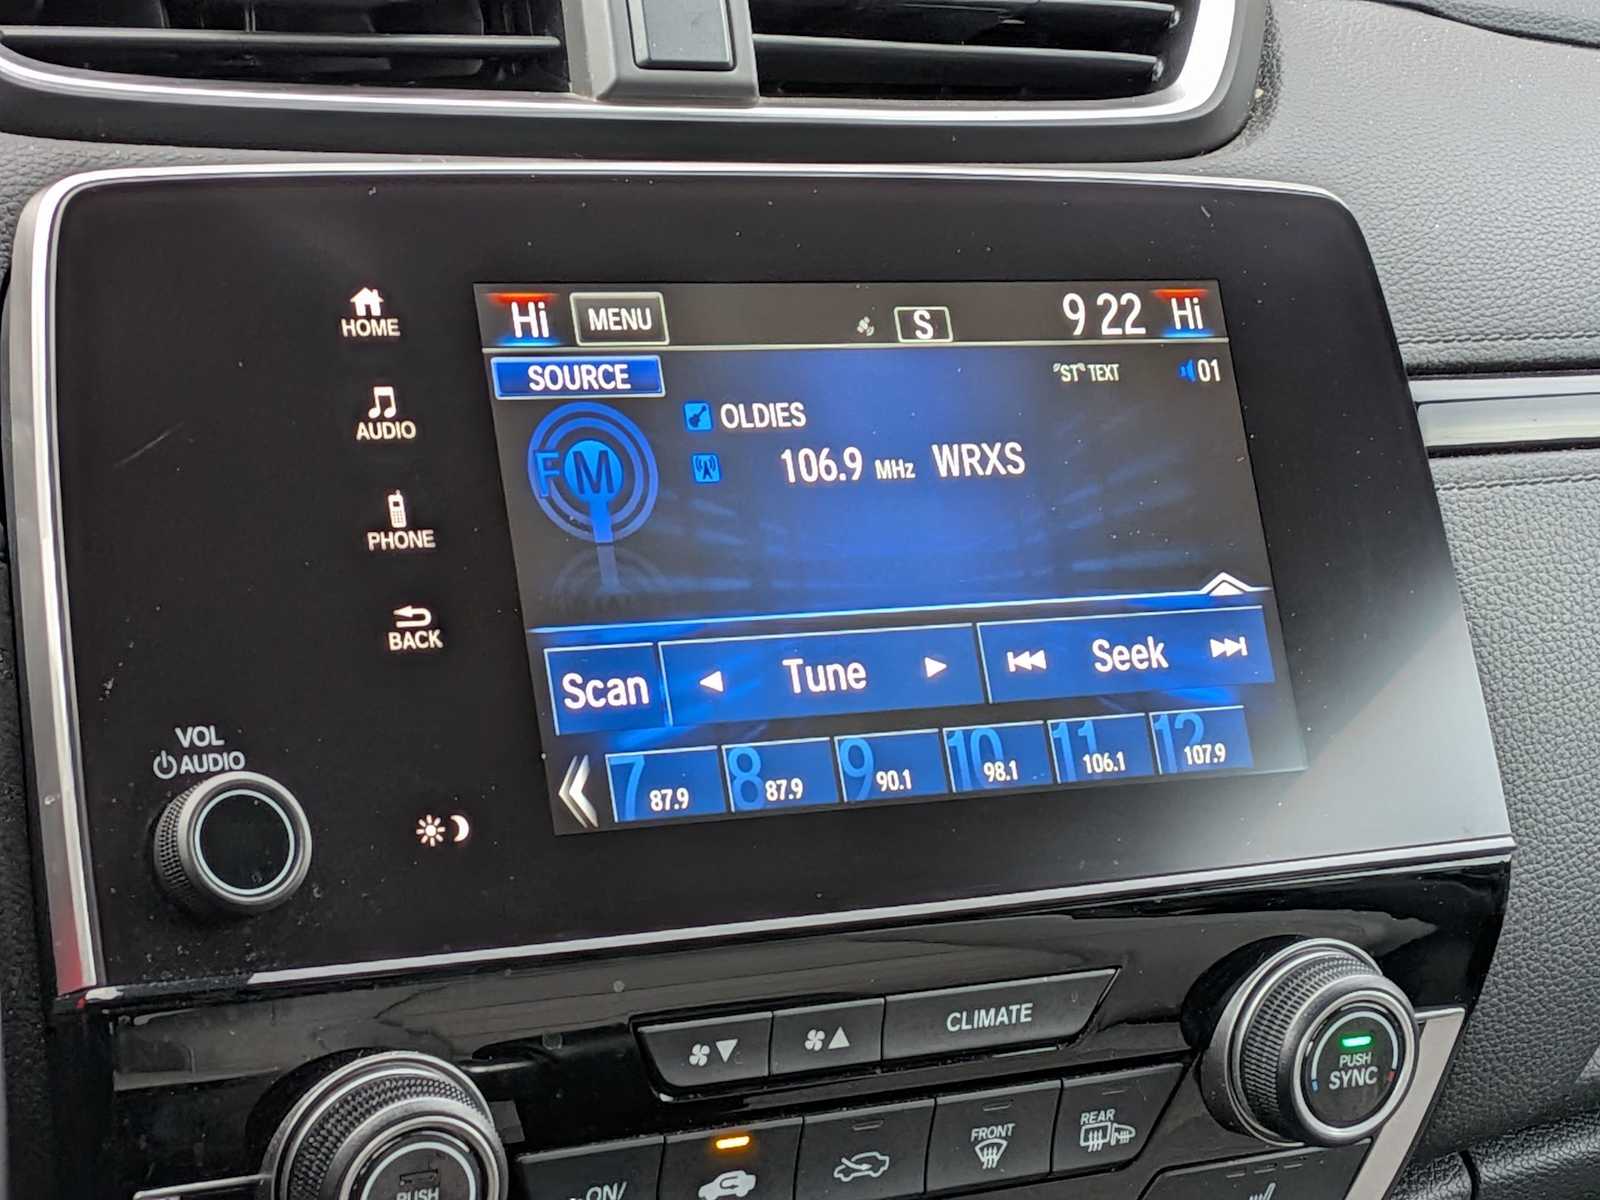 HOME
AUDIO
PHONE
BACK
VOL
AUDIO
Hi MENU S 9 22 Hi
SOURCE "ST" TEXT 01
FM
OLDIES
106.9 MHz WRXS
Scan Tune Seek
7 87.9 8 87.9 9 90.1 10 98.1 11 106.1 12 107.9
CLIMATE
PUSH
SYNC
FRONT
REAR
ON/
PUSH